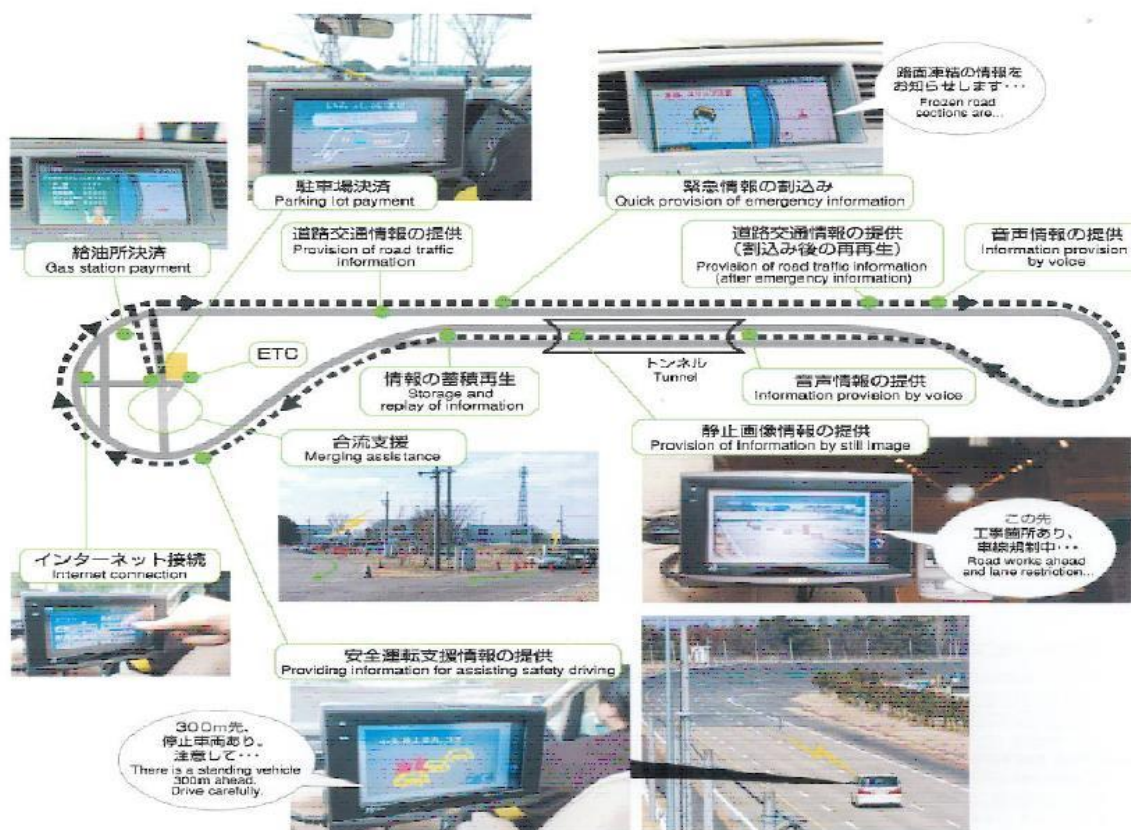 路面凍結の情報を
お知らせします・・・
Frozen road
sections are...
駐車場決済
Parking lot payment
緊急情報の割込み
Quick provision of emergency information
給油所決済
Gas station payment
道路交通情報の提供
Provision of road traffic
information
道路交通情報の提供
(割込み後の再再生)
Provision of road traffic information
(after emergency information)
音声情報の提供
Information provision
by voice
ETC
トンネル
Tunnel
情報の蓄積再生
Storage and
replay of information
音声情報の提供
Information provision by voice
合流支援
Merging assistance
静止画像情報の提供
Provision of information by still image
この先
工事箇所あり、
車線規制中・・・
Road works ahead
and lane restriction...
インターネット接続
Internet connection
安全運転支援情報の提供
Providing information for assisting safety driving
300m先、
停止車両あり。
注意して・・・
There is a standing vehicle
300m ahead.
Drive carefully.